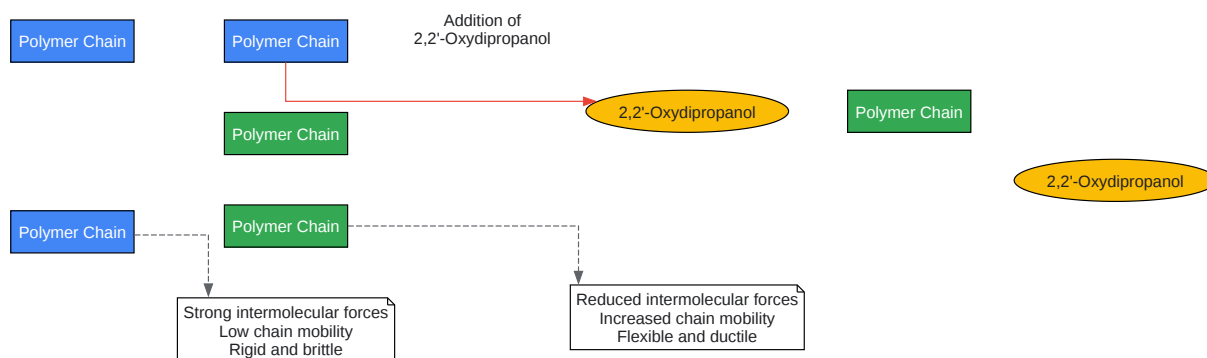 Polymer Chain
Polymer Chain
Addition of
2,2'-Oxydipropanol
2,2'-Oxydipropanol
Polymer Chain
Polymer Chain
2,2'-Oxydipropanol
Polymer Chain
Polymer Chain
Strong intermolecular forces
Low chain mobility
Rigid and brittle
Reduced intermolecular forces
Increased chain mobility
Flexible and ductile